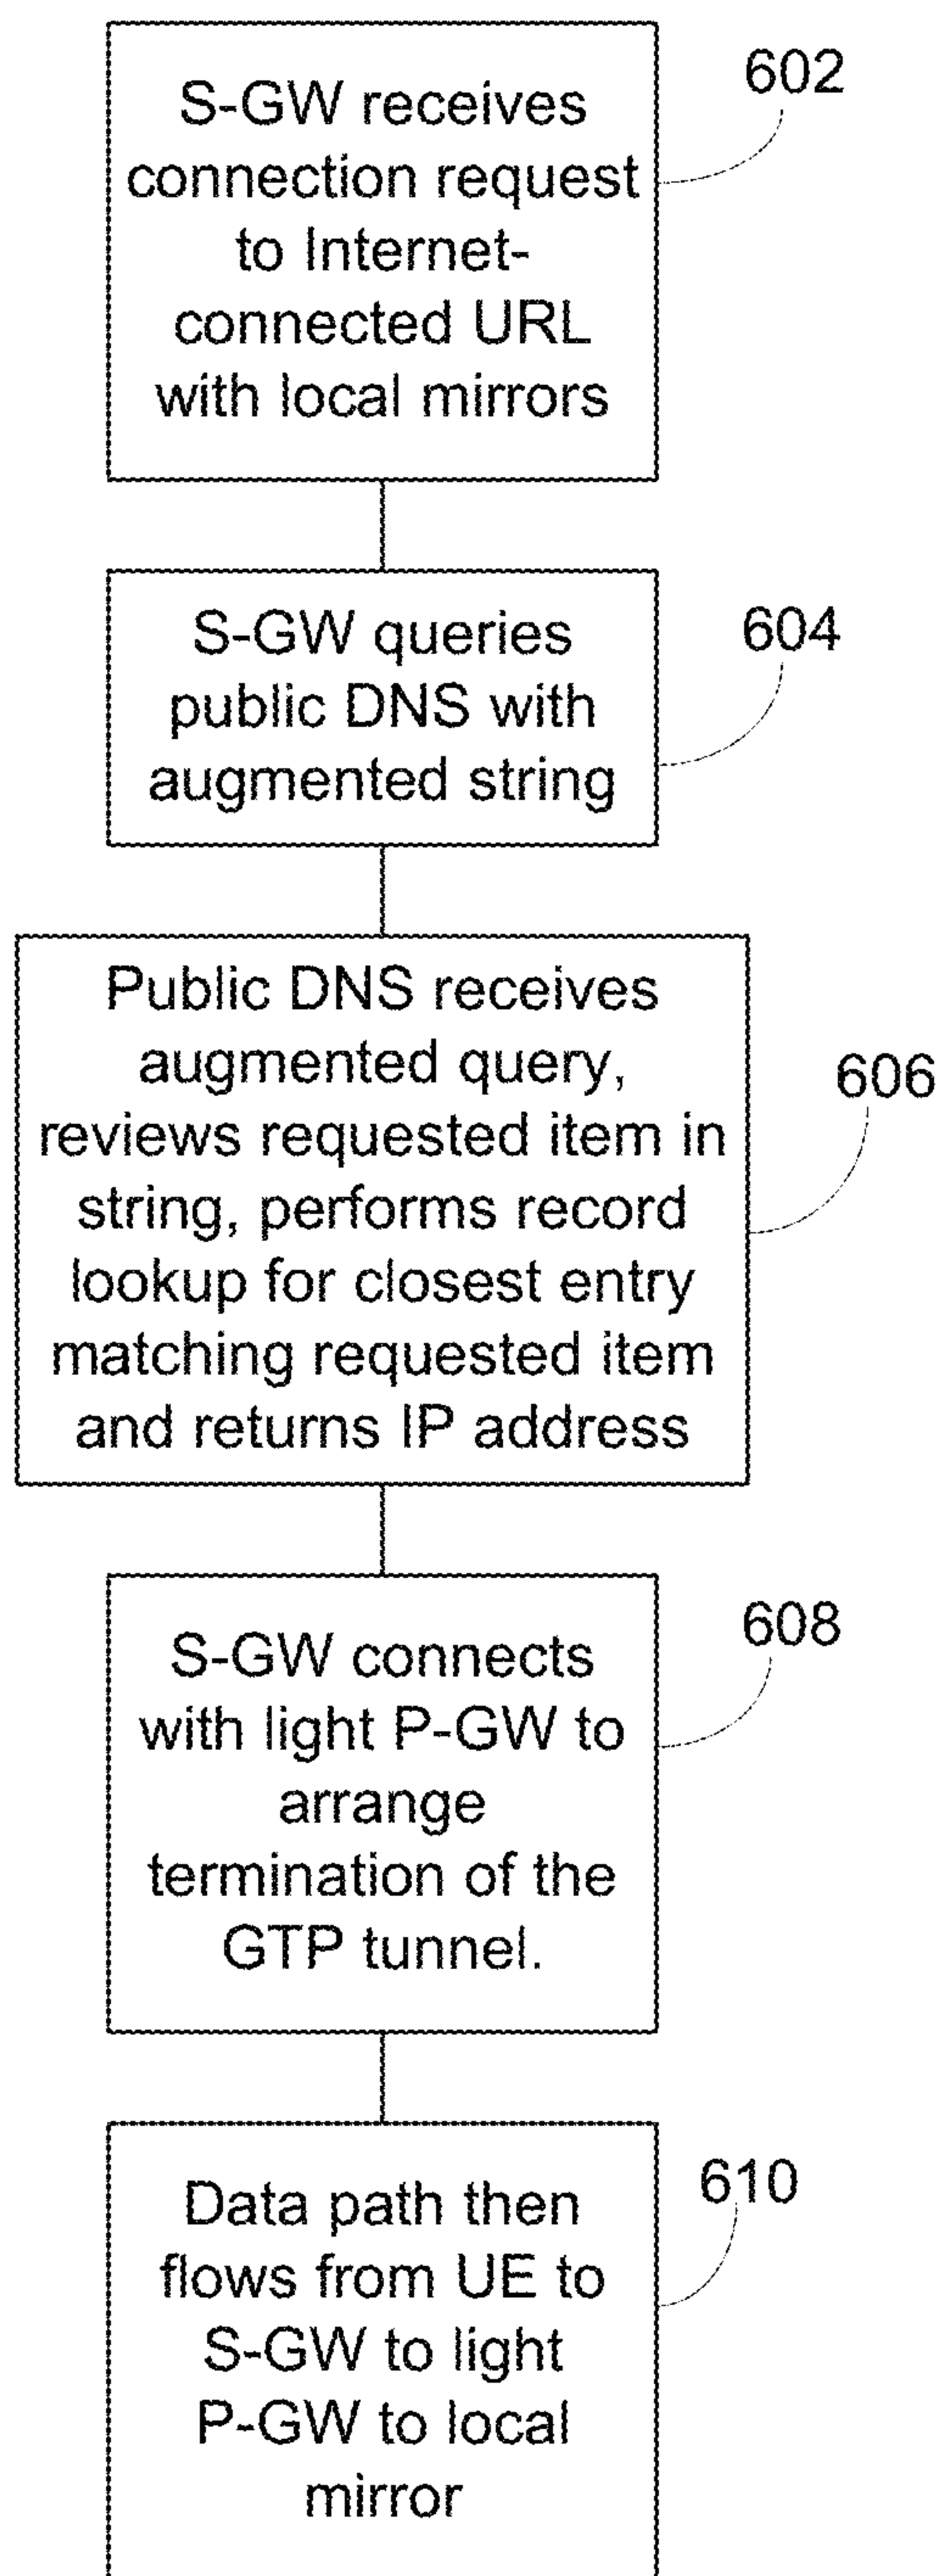 S-GW receives
connection request
to Internet-
connected URL
with local mirrors
602
S-GW queries
public DNS with
augmented string
604
Public DNS receives
augmented query,
reviews requested item in
string, performs record
lookup for closest entry
matching requested item
and returns IP address
606
S-GW connects
with light P-GW to
arrange
termination of the
GTP tunnel.
608
Data path then
flows from UE to
S-GW to light
P-GW to local
mirror
610